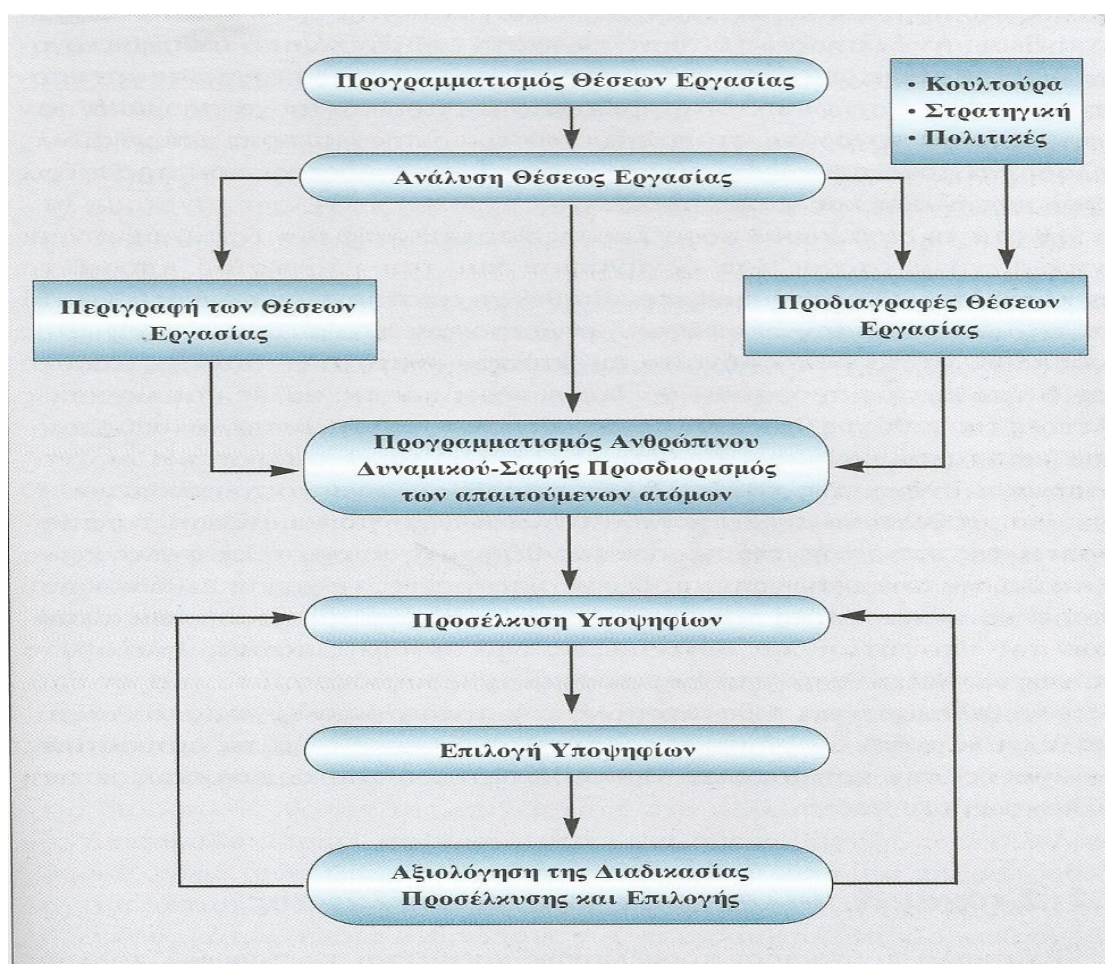 Προγραμματισμός Θέσεων Εργασίας
• Κουλτούρα
• Στρατηγική
• Πολιτικές
Ανάλυση Θέσεως Εργασίας
Περιγραφή των Θέσεων
Εργασίας
Προδιαγραφές Θέσεων
Εργασίας
Προγραμματισμός Ανθρώπινου
Δυναμικού-Σαφής Προσδιορισμός
των απαιτούμενων ατόμων
Προσέλκυση Υποψηφίων
Επιλογή Υποψηφίων
Αξιολόγηση της Διαδικασίας
Προσέλκυσης και Επιλογής